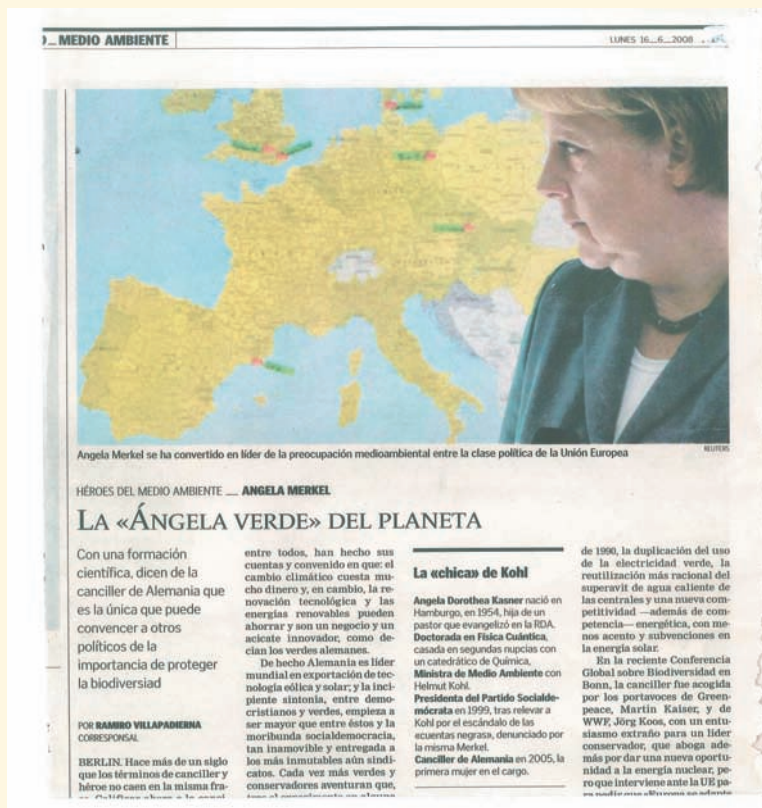 MEDIO AMBIENTE
LUNES 16_6_2008
Angela Merkel se ha convertido en líder de la preocupación medioambiental entre la clase política de la Unión Europea
REUTERS
HÉROES DEL MEDIO AMBIENTE __ ANGELA MERKEL
LA «ÁNGELA VERDE» DEL PLANETA
Con una formación
científica, dicen de la
canciller de Alemania que
es la única que puede
convencer a otros
políticos de la
importancia de proteger
la biodiversiad
POR RAMIRO VILLAPADIERNA
CORRESPONSAL
BERLIN. Hace más de un siglo
que los términos de canciller y
héroe no caen en la misma fra-
entre todos, han hecho sus
cuentas y convenido en que: el
cambio climático cuesta mu-
cho dinero y, en cambio, la re-
novación tecnológica y las
energías renovables pueden
ahorrar y son un negocio y un
acicate innovador, como de-
cían los verdes alemanes.
De hecho Alemania es líder
mundial en exportación de tec-
nología eólica y solar; y la inci-
piente sintonía, entre demo-
cristianos y verdes, empieza a
ser mayor que entre éstos y la
moribunda socialdemocracia,
tan inamovible y entregada a
los más inmutables aún sindi-
catos. Cada vez más verdes y
conservadores aventuran que,
La «chica» de Kohl
Angela Dorothea Kasner nació en
Hamburgo, en 1954, hija de un
pastor que evangelizó en la RDA.
Doctorada en Física Cuántica,
casada en segundas nupcias con
un catedrático de Química,
Ministra de Medio Ambiente con
Helmut Kohl.
Presidenta del Partido Socialde-
mócrata en 1999, tras relevar a
Kohl por el escándalo de las
«cuentas negras», denunciado por
la misma Merkel.
Canciller de Alemania en 2005, la
primera mujer en el cargo.
de 1990, la duplicación del uso
de la electricidad verde, la
reutilización más racional del
superavit de agua caliente de
las centrales y una nueva com-
petitividad —además de com-
petencia— energética, con me-
nos acento y subvenciones en
la energía solar.
En la reciente Conferencia
Global sobre Biodiversidad en
Bonn, la canciller fue acogida
por los portavoces de Green-
peace, Martin Kaiser, y de
WWF, Jörg Koos, con un entu-
siasmo extraño para un líder
conservador, que aboga ade-
más por dar una nueva oportu-
nidad a la energía nuclear, pe-
ro que interviene ante la UE pa-